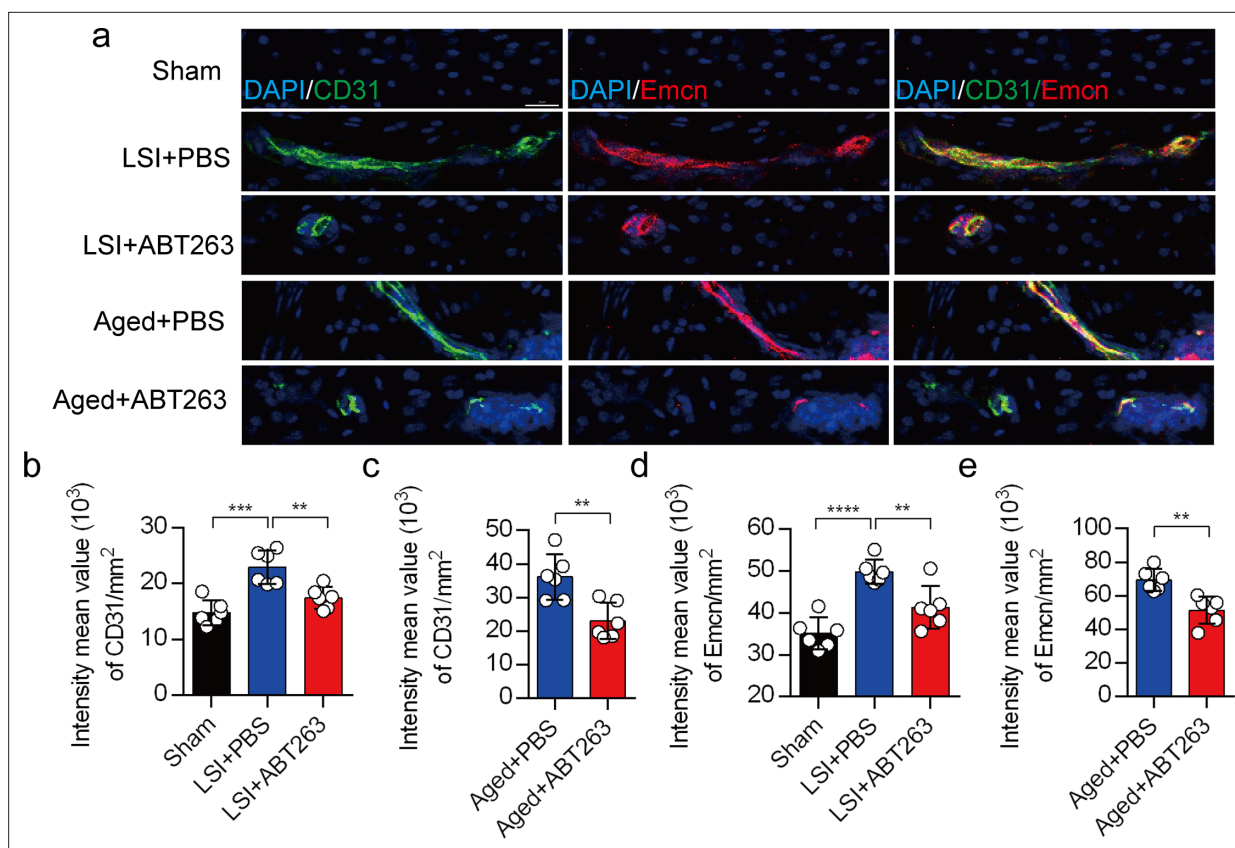 a
Sham
DAPI/CD31
DAPI/Emcn
DAPI/CD31/Emcn
LSI+PBS
LSI+ABT263
Aged+PBS
Aged+ABT263
b
Intensity mean value (10³)
of CD31/mm²
30
20
10
0
***
**
Sham
LSI+PBS
LSI+ABT263
c
Intensity mean value (10³)
of CD31/mm²
50
40
30
20
10
0
**
Aged+PBS
Aged+ABT263
d
Intensity mean value (10³)
of Emcn/mm²
60
50
40
30
20
****
**
Sham
LSI+PBS
LSI+ABT263
e
Intensity mean value (10³)
of Emcn/mm²
100
80
60
40
20
0
**
Aged+PBS
Aged+ABT263